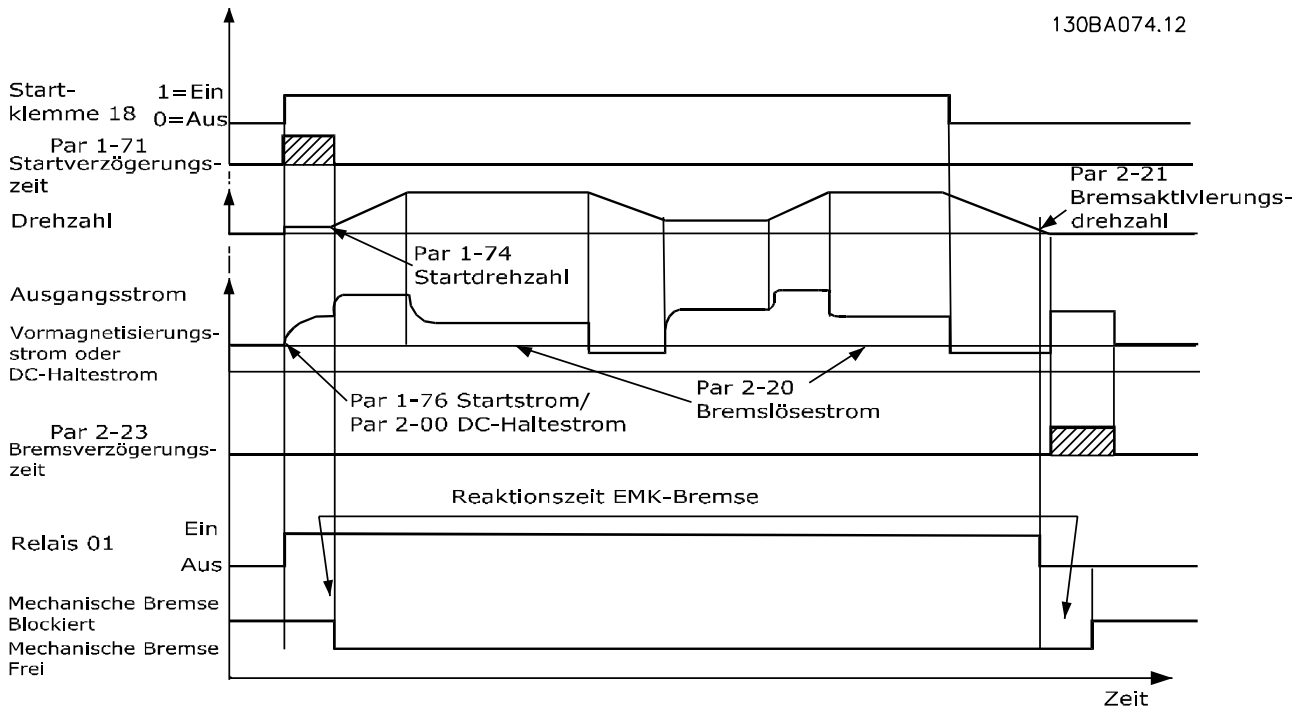 130BA074.12
Start-
klemme 18
1=Ein
0=Aus
Par 1-71
Startverzögerungs-
zeit
Par 2-21
Bremsaktivierungs-
drehzahl
Drehzahl
Par 1-74
Startdrehzahl
Ausgangsstrom
Vormagnetisierungs-
strom oder
DC-Haltestrom
Par 1-76 Startstrom/
Par 2-00 DC-Haltestrom
Par 2-20
Bremslösestrom
Par 2-23
Bremsverzögerungs-
zeit
Reaktionszeit EMK-Bremse
Relais 01
Ein
Aus
Mechanische Bremse
Blockiert
Mechanische Bremse
Frei
Zeit